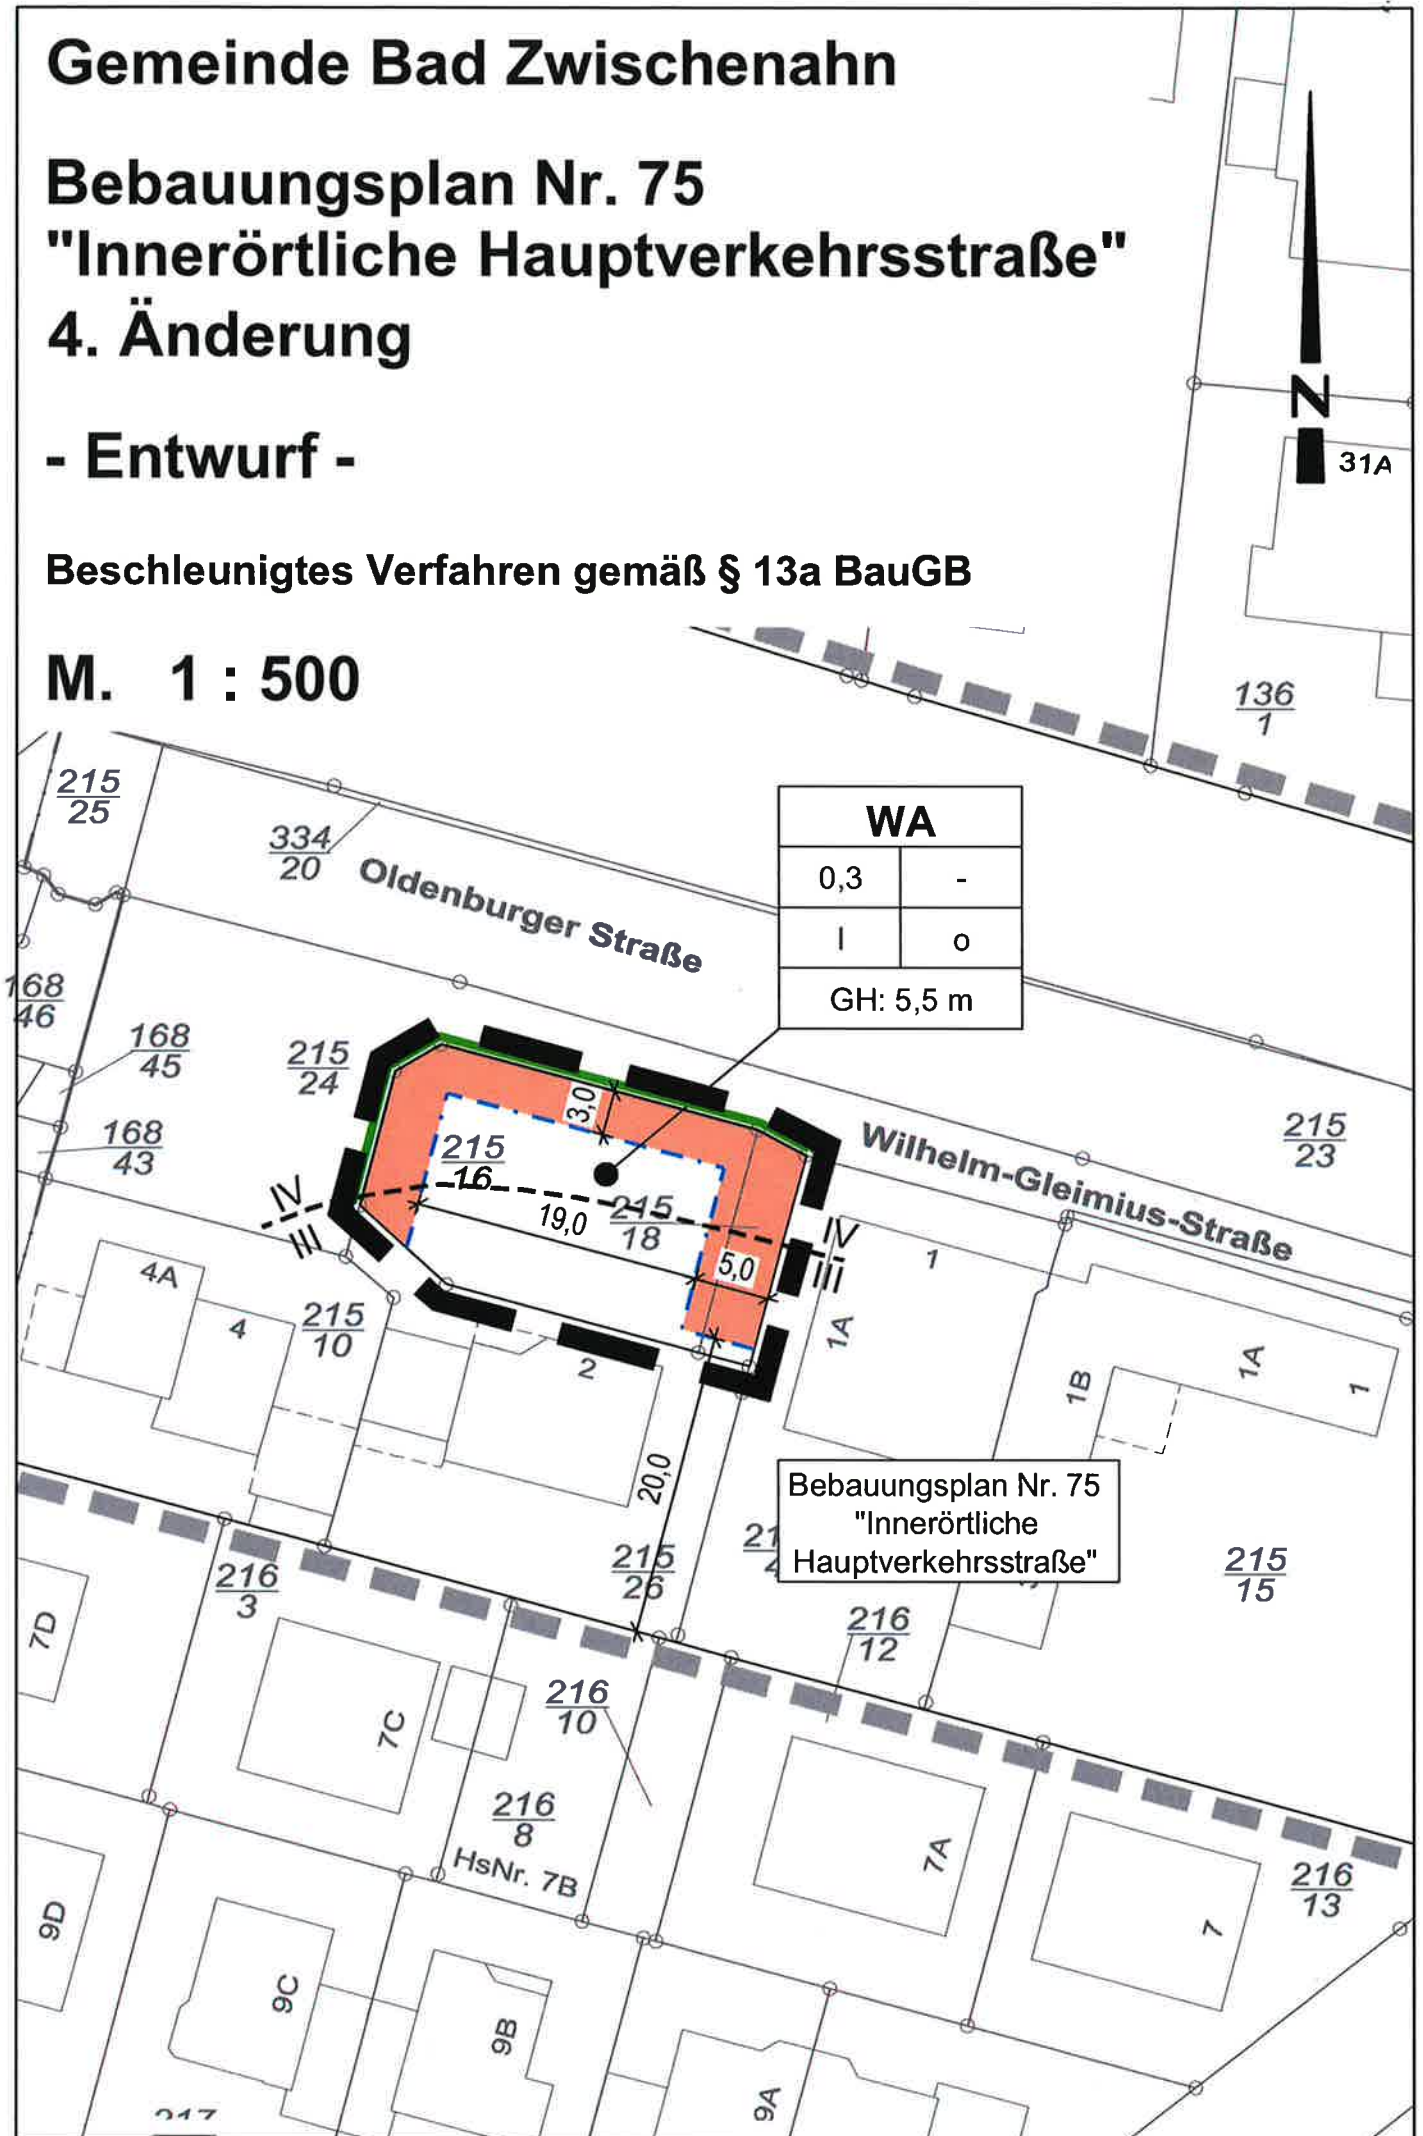 Gemeinde Bad Zwischenahn
Bebauungsplan Nr. 75
"Innerörtliche Hauptverkehrsstraße"
4. Änderung
- Entwurf -
Beschleunigtes Verfahren gemäß § 13a BauGB
M. 1 : 500
N
31A
136
1
215
25
334
20
Oldenburger Straße
WA
0,3 -
I o
GH: 5,5 m
168
46
168
45
168
43
215
24
3,0
215
16
215
18
19,0
5,0
IV
III
IV
III
Wilhelm-Gleimius-Straße
215
23
4A
4
215
10
2
1
1A
1B
1A
1
20,0
Bebauungsplan Nr. 75
"Innerörtliche
Hauptverkehrsstraße"
215
26
215
15
216
3
216
12
7D
7C
216
10
216
8
HsNr. 7B
7A
7
216
13
9D
9C
9B
9A